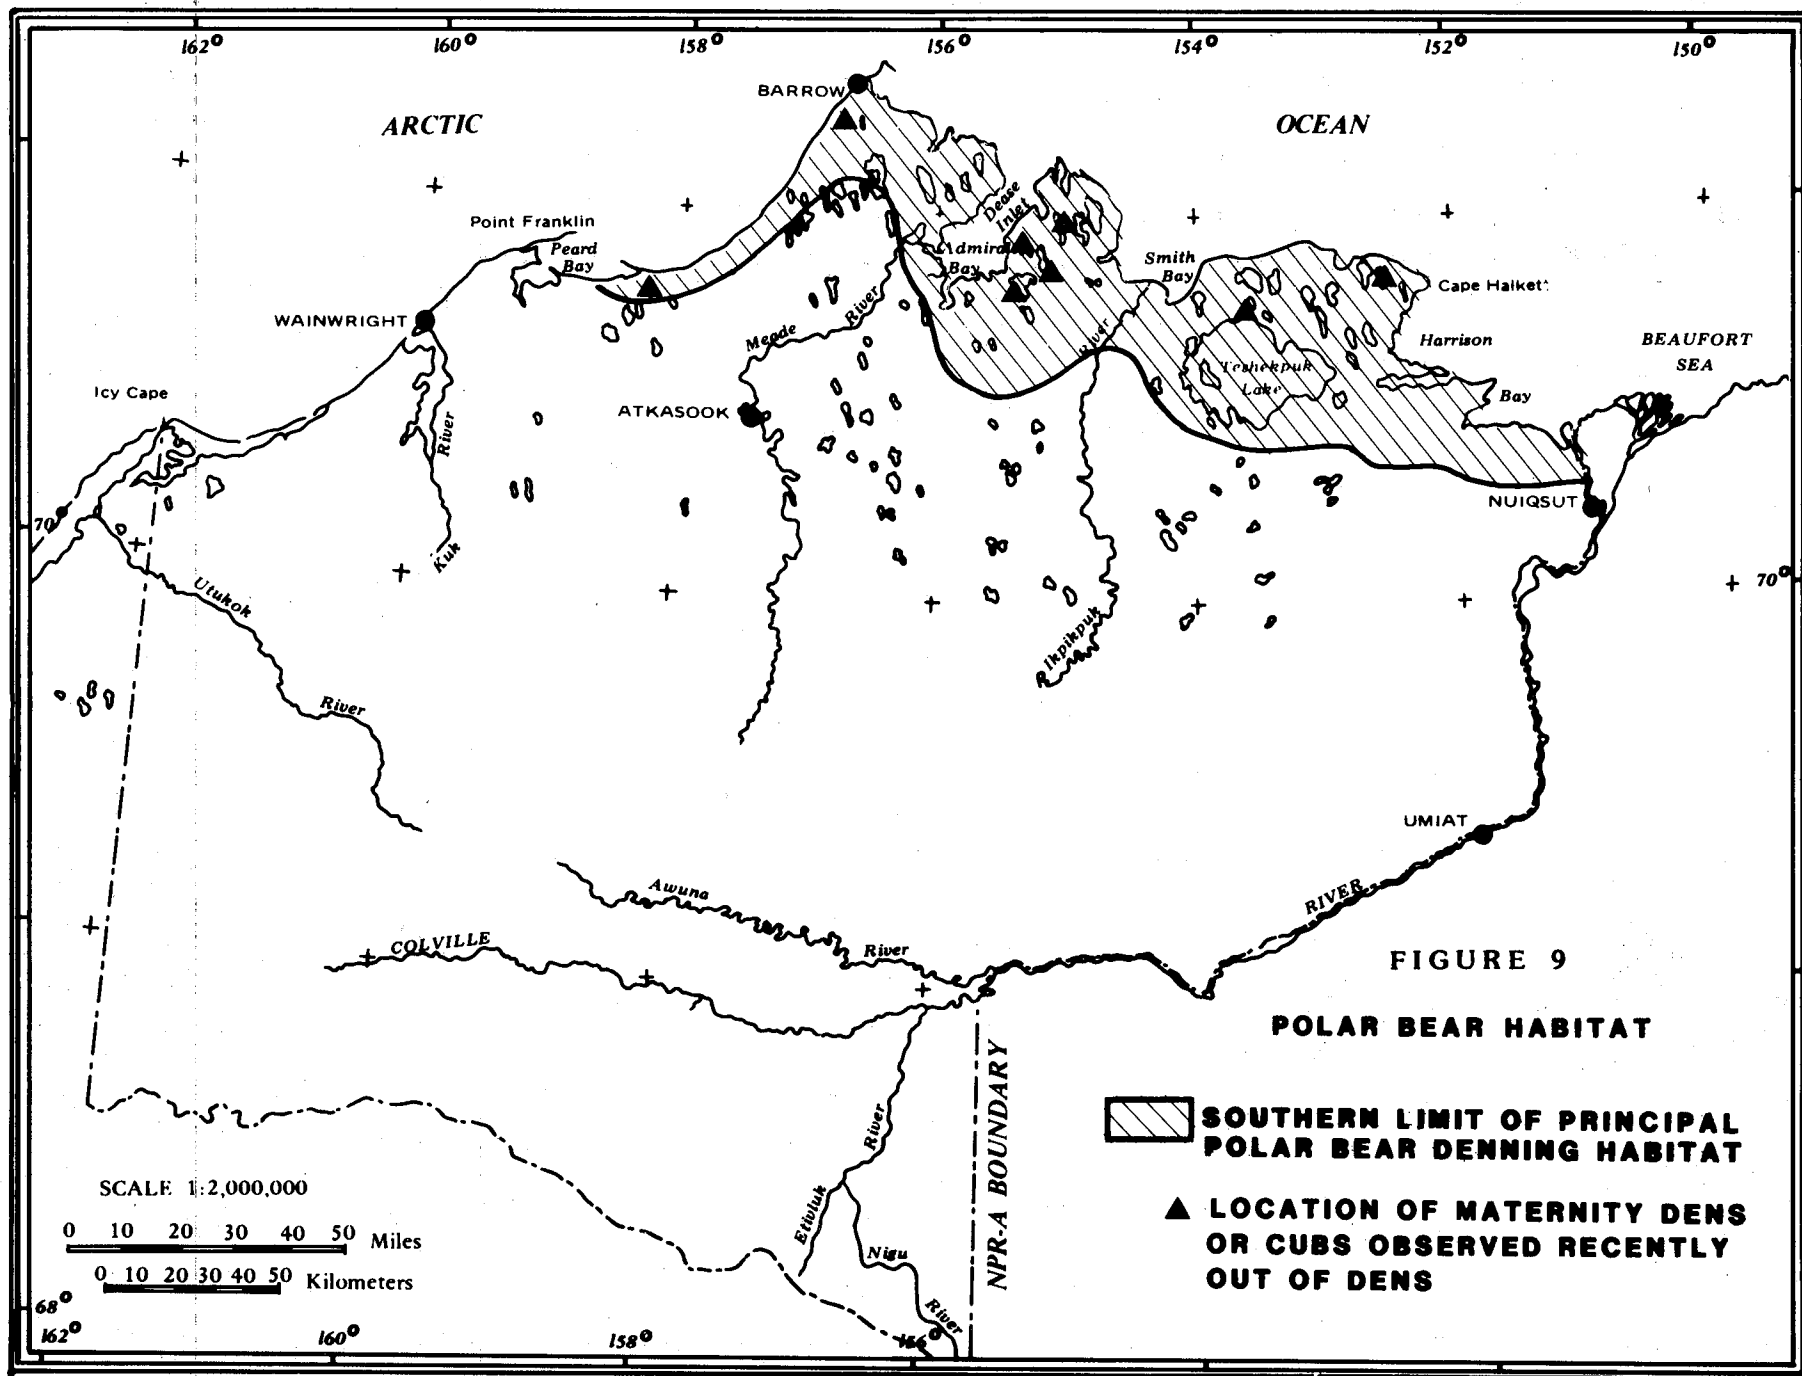 162° 160° 158° 156° 154° 152° 150°
BARROW
ARCTIC
OCEAN
Point Franklin
Peard
Bay
Dease
Inlet
Admiral
Bay
Smith
Bay
Cape Halkett
WAINWRIGHT
Meade River
River
Harrison
Bay
BEAUFORT
SEA
Teshekpuk
Lake
Icy Cape
ATKASOOK
River
Kuk
NUIQSUT
70°
70°
Utukok
River
Ikpikpuk
UMIAT
Awuna
River
COLVILLE
RIVER
FIGURE 9
POLAR BEAR HABITAT
SOUTHERN LIMIT OF PRINCIPAL
POLAR BEAR DENNING HABITAT
LOCATION OF MATERNITY DENS
OR CUBS OBSERVED RECENTLY
OUT OF DENS
NPR-A BOUNDARY
River
Etivluk
Nigu
River
SCALE 1:2,000,000
0 10 20 30 40 50 Miles
0 10 20 30 40 50 Kilometers
68°
162° 160° 158° 156°